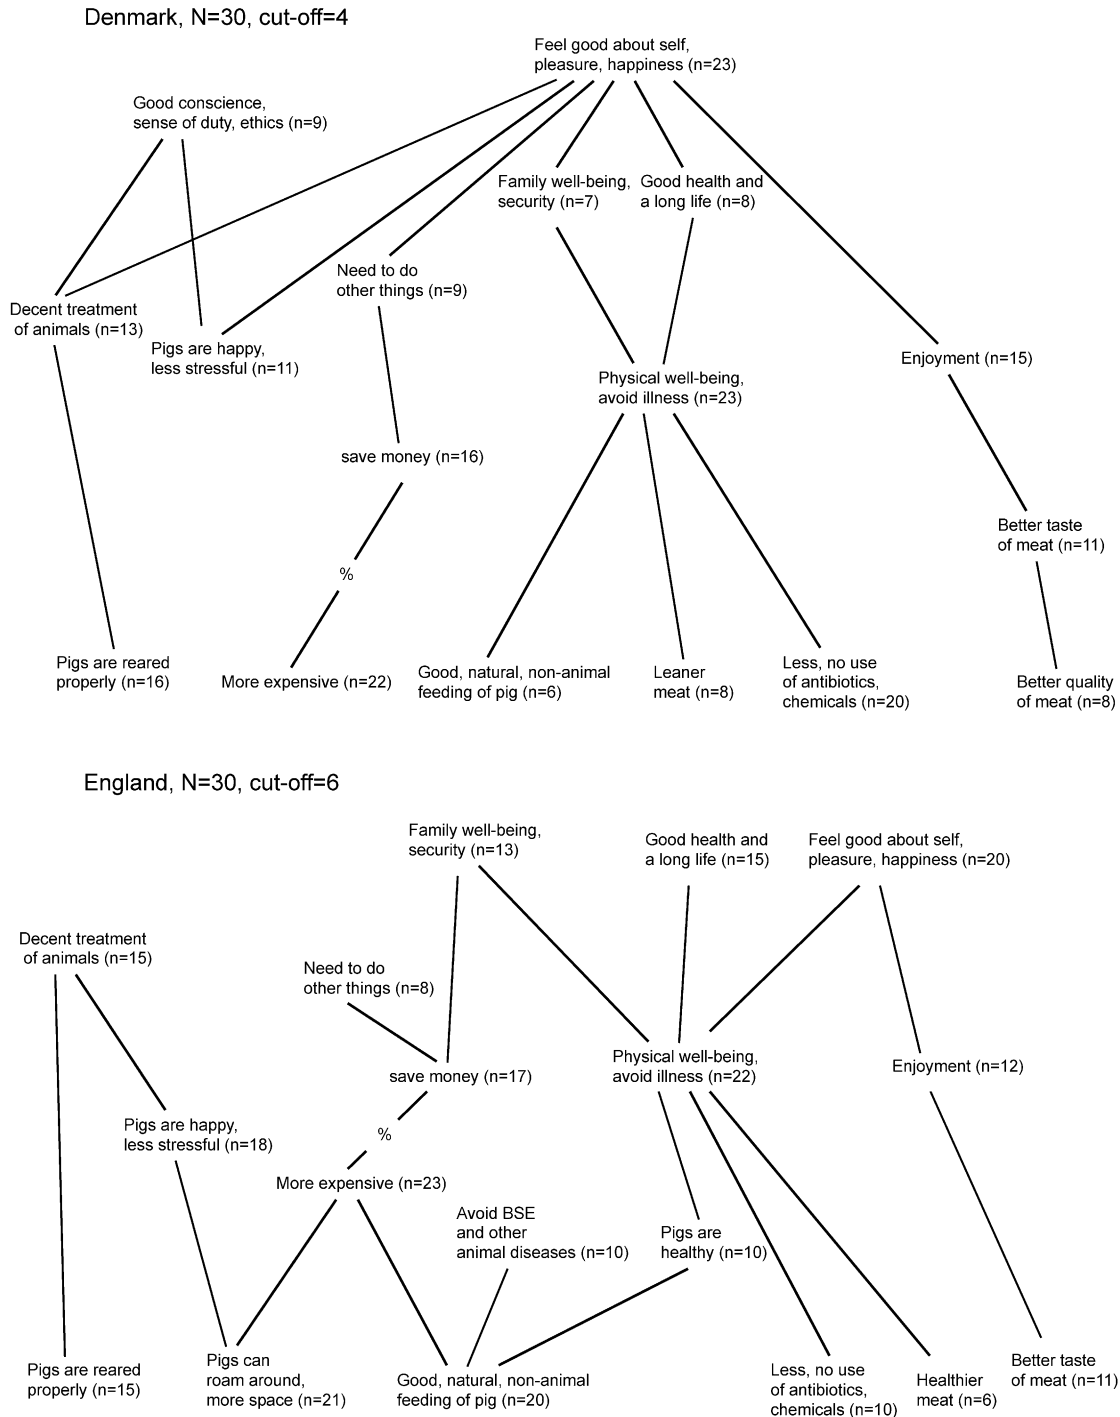 Denmark, N=30, cut-off=4
Feel good about self,
pleasure, happiness (n=23)
Good conscience,
sense of duty, ethics (n=9)
Family well-being,
security (n=7)
Good health and
a long life (n=8)
Need to do
other things (n=9)
Decent treatment
of animals (n=13)
Pigs are happy,
less stressful (n=11)
Enjoyment (n=15)
Physical well-being,
avoid illness (n=23)
save money (n=16)
Better taste
of meat (n=11)
%
Pigs are reared
properly (n=16)
More expensive (n=22)
Good, natural, non-animal
feeding of pig (n=6)
Leaner
meat (n=8)
Less, no use
of antibiotics,
chemicals (n=20)
Better quality
of meat (n=8)
England, N=30, cut-off=6
Family well-being,
security (n=13)
Good health and
a long life (n=15)
Feel good about self,
pleasure, happiness (n=20)
Decent treatment
of animals (n=15)
Need to do
other things (n=8)
save money (n=17)
Physical well-being,
avoid illness (n=22)
Enjoyment (n=12)
Pigs are happy,
less stressful (n=18)
%
More expensive (n=23)
Avoid BSE
and other
animal diseases (n=10)
Pigs are
healthy (n=10)
Pigs are reared
properly (n=15)
Pigs can
roam around,
more space (n=21)
Good, natural, non-animal
feeding of pig (n=20)
Less, no use
of antibiotics,
chemicals (n=10)
Healthier
meat (n=6)
Better taste
of meat (n=11)